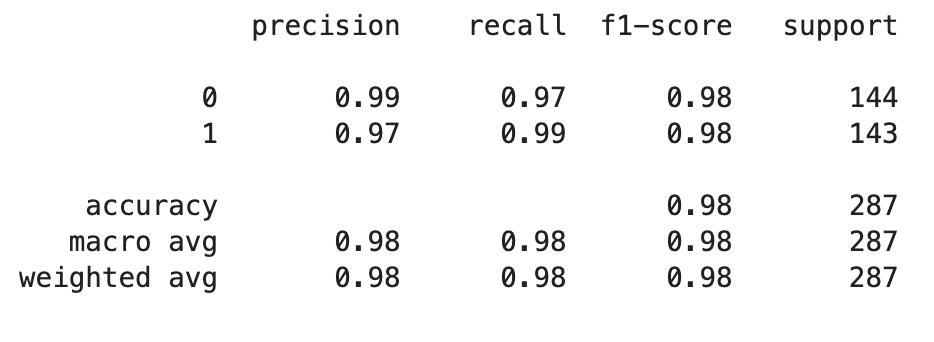 precision recall f1-score support
0 0.99 0.97 0.98 144
1 0.97 0.99 0.98 143
accuracy 0.98 287
macro avg 0.98 0.98 0.98 287
weighted avg 0.98 0.98 0.98 287